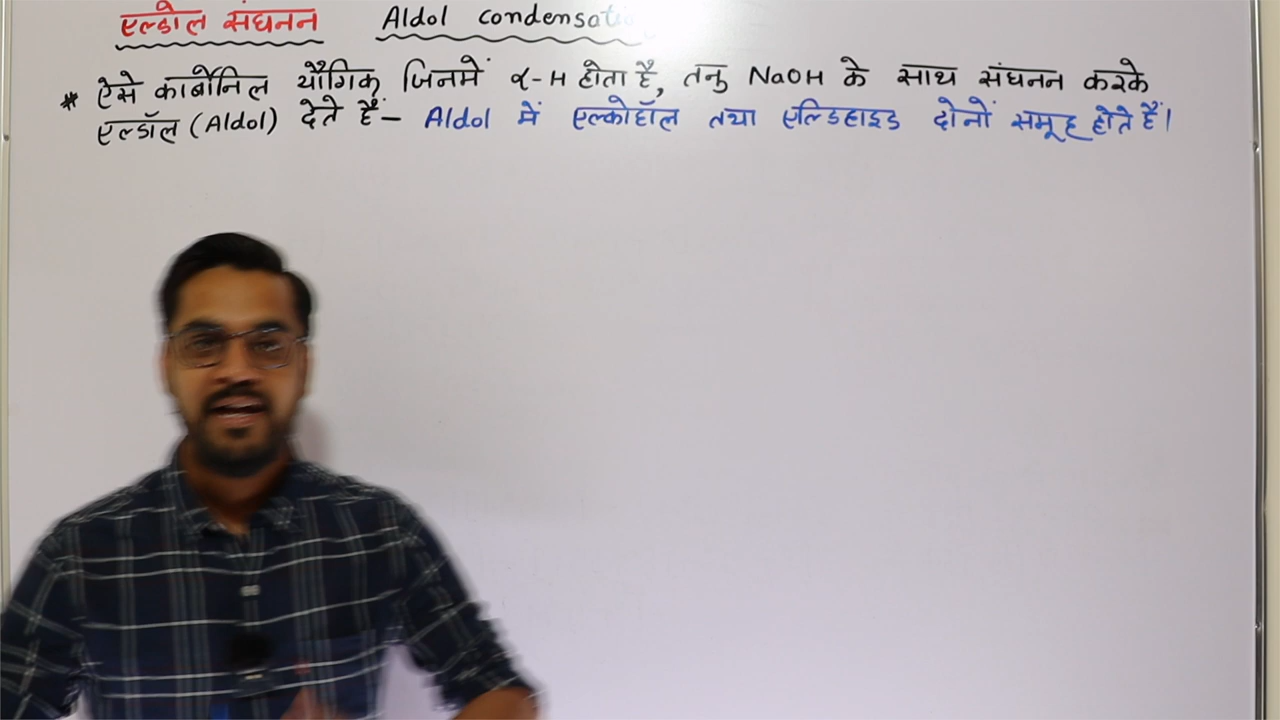 एल्डोल संघनन Aldol condensati
* ऐसे कार्बोनिल यौगिक जिनमें α-H होता है, तनु NaOH के साथ संघनन करके
एल्डॉल (Aldol) देते हैं- Aldol में एल्कोहॉल तथा एल्डिहाइड दोनों समूह होते हैं।